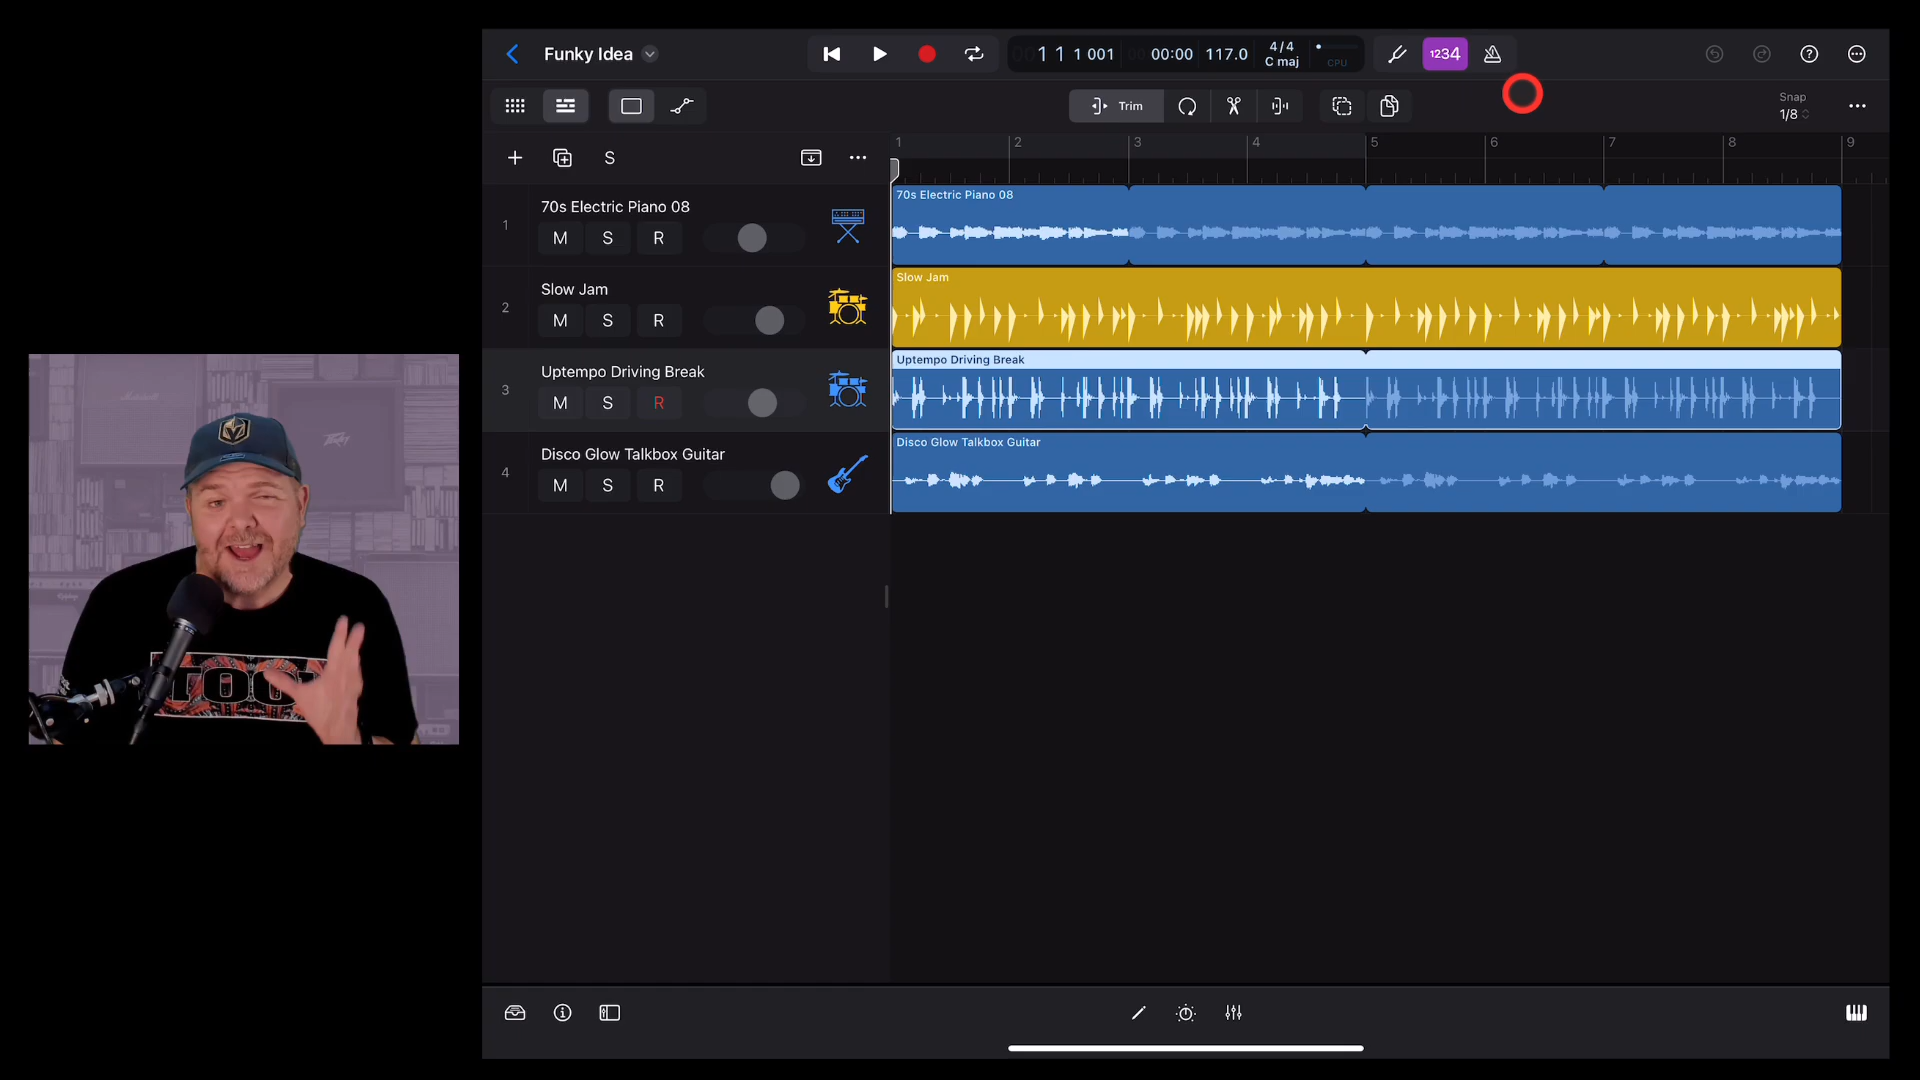 Funky Idea
1 1 1 001
00:00
117.0
4/4
C maj
CPU
1234
Trim
Snap
1/8
S
1 2 3 4 5 6 7 8 9
1
70s Electric Piano 08
M S R
70s Electric Piano 08
2
Slow Jam
M S R
Slow Jam
3
Uptempo Driving Break
M S R
Uptempo Driving Break
4
Disco Glow Talkbox Guitar
M S R
Disco Glow Talkbox Guitar
Marshall
PEAVEY
TOOL